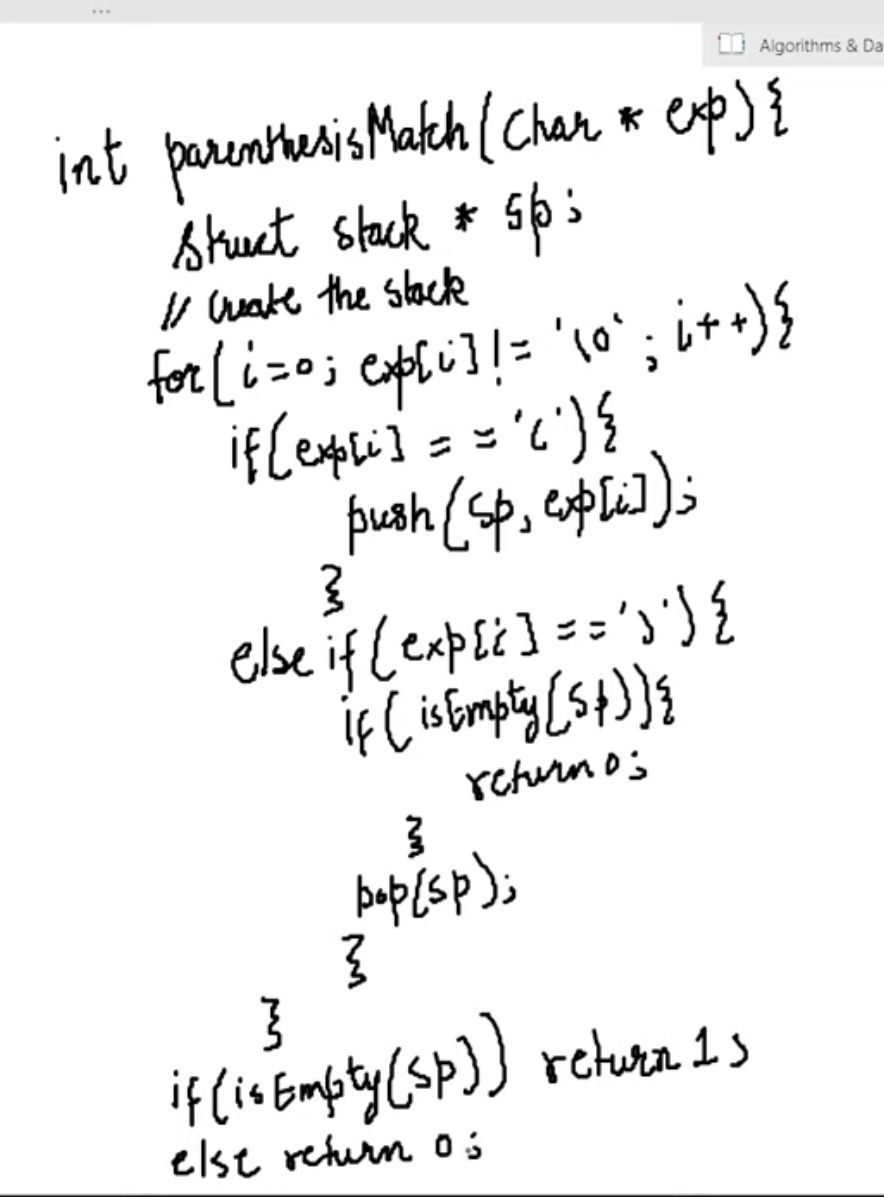 ...
Algorithms & Da
int parenthesisMatch(char * exp){
struct stack * sp;
// Create the stack
for(i=0; exp[i]!= '\0'; i++){
if(exp[i] == '('){
push(sp, exp[i]);
}
else if(exp[i] ==')'){
if(isEmpty(sp)){
return 0;
}
pop(sp);
}
}
if(isEmpty(sp)) return 1;
else return 0;